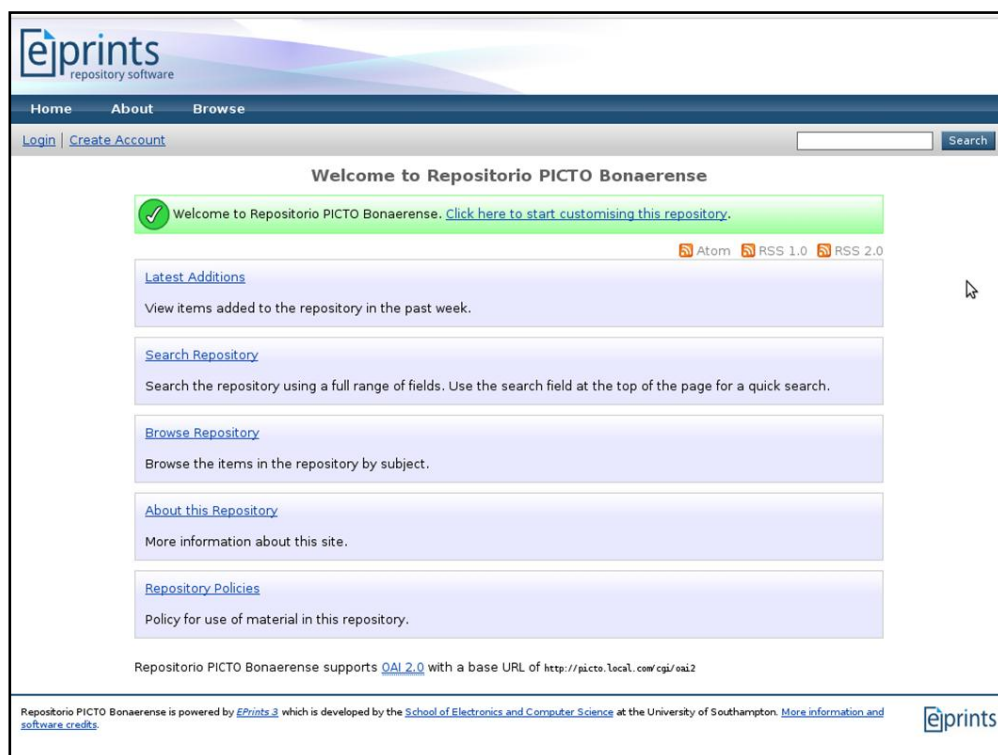 eprints
repository software
Home About Browse
Login | Create Account Search
Welcome to Repositorio PICTO Bonaerense
Welcome to Repositorio PICTO Bonaerense. Click here to start customising this repository.
Atom RSS 1.0 RSS 2.0
Latest Additions
View items added to the repository in the past week.
Search Repository
Search the repository using a full range of fields. Use the search field at the top of the page for a quick search.
Browse Repository
Browse the items in the repository by subject.
About this Repository
More information about this site.
Repository Policies
Policy for use of material in this repository.
Repositorio PICTO Bonaerense supports OAI 2.0 with a base URL of http://picto.local.com/cgi/oai2
Repositorio PICTO Bonaerense is powered by EPrints 3 which is developed by the School of Electronics and Computer Science at the University of Southampton. More information and
software credits.
eprints